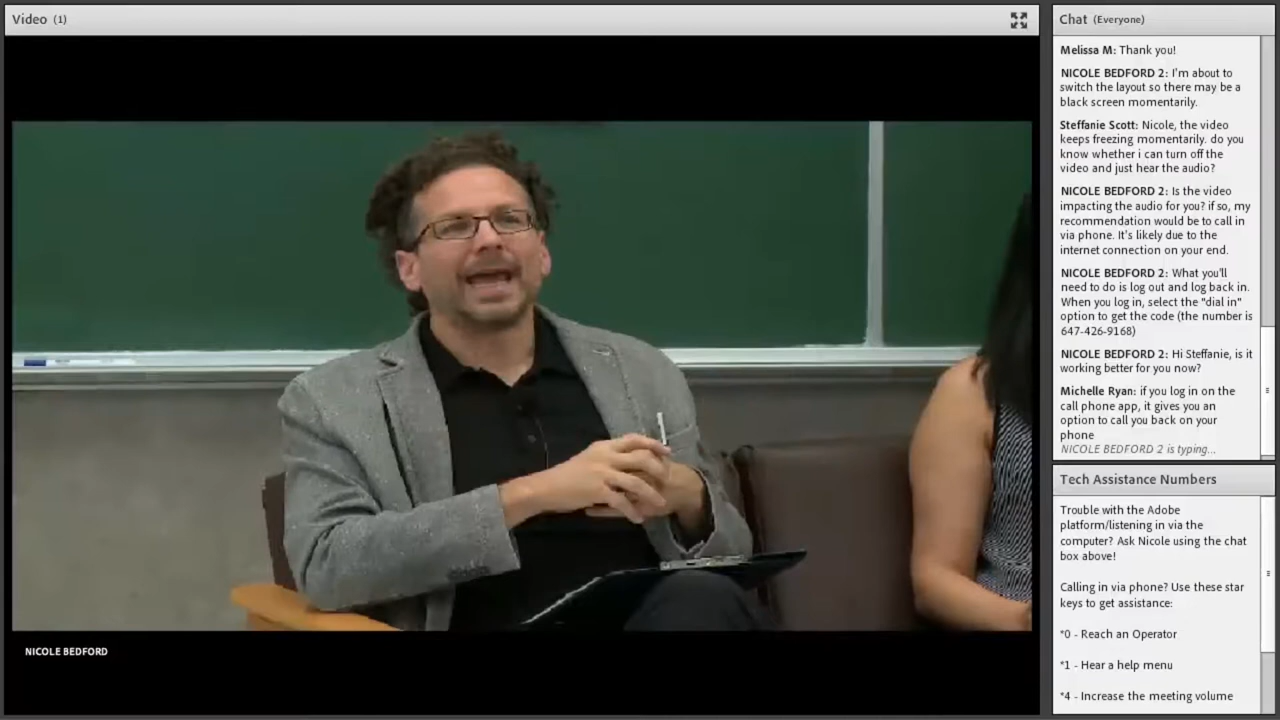 Video (1)
NICOLE BEDFORD
Chat (Everyone)
Melissa M: Thank you!
NICOLE BEDFORD 2: I'm about to
switch the layout so there may be a
black screen momentarily.
Steffanie Scott: Nicole, the video
keeps freezing momentarily. do you
know whether i can turn off the
video and just hear the audio?
NICOLE BEDFORD 2: Is the video
impacting the audio for you? if so, my
recommendation would be to call in
via phone. It's likely due to the
internet connection on your end.
NICOLE BEDFORD 2: What you'll
need to do is log out and log back in.
When you log in, select the "dial in"
option to get the code (the number is
647-426-9168)
NICOLE BEDFORD 2: Hi Steffanie, is it
working better for you now?
Michelle Ryan: if you log in on the
call phone app, it gives you an
option to call you back on your
phone
NICOLE BEDFORD 2 is typing...
Tech Assistance Numbers
Trouble with the Adobe
platform/listening in via the
computer? Ask Nicole using the chat
box above!
Calling in via phone? Use these star
keys to get assistance:
*0 - Reach an Operator
*1 - Hear a help menu
*4 - Increase the meeting volume